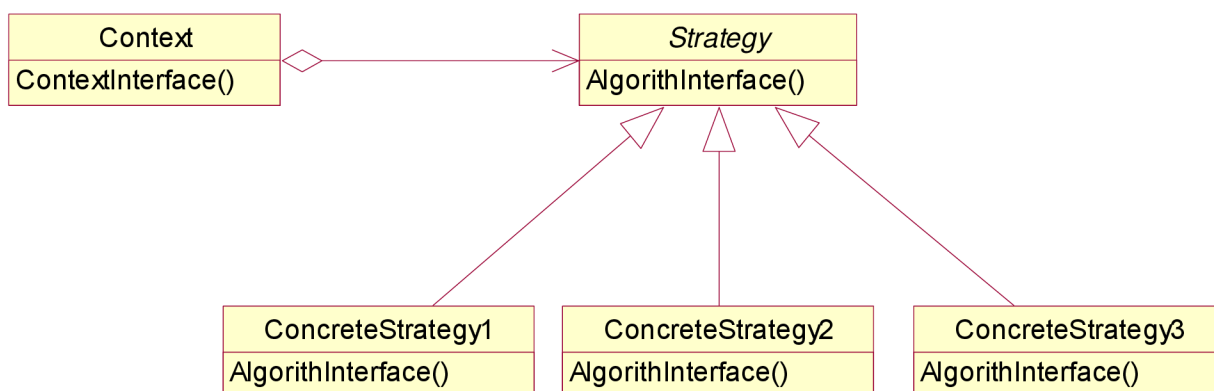 Context
ContextInterface()
Strategy
AlgorithInterface()
ConcreteStrategy1
AlgorithInterface()
ConcreteStrategy2
AlgorithInterface()
ConcreteStrategy3
AlgorithInterface()